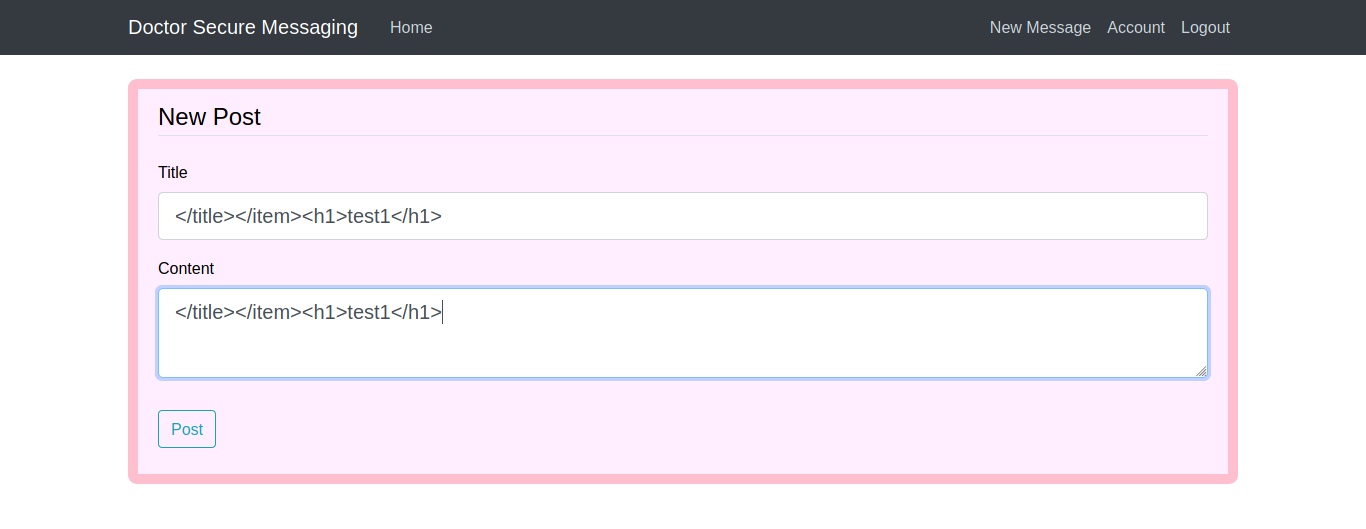 Doctor Secure Messaging Home New Message Account Logout
New Post
Title
</title></item><h1>test1</h1>
Content
</title></item><h1>test1</h1>
Post